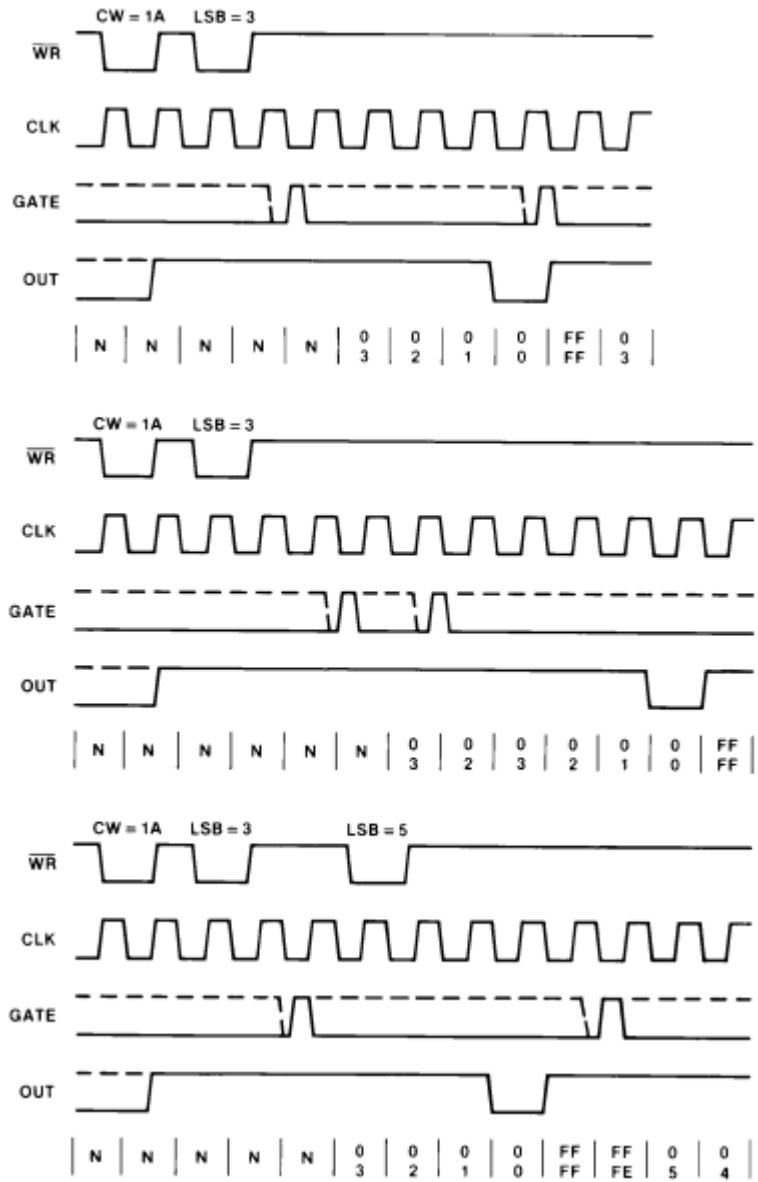 CW = 1A LSB = 3
WR
CLK
GATE
OUT
N N N N N 0 0 0 0 FF 0
3 2 1 0 FF 3
CW = 1A LSB = 3
WR
CLK
GATE
OUT
N N N N N N 0 0 0 0 0 0 FF
3 2 3 2 1 0 FF
CW = 1A LSB = 3 LSB = 5
WR
CLK
GATE
OUT
N N N N N 0 0 0 0 FF FF 0 0
3 2 1 0 FF FE 5 4